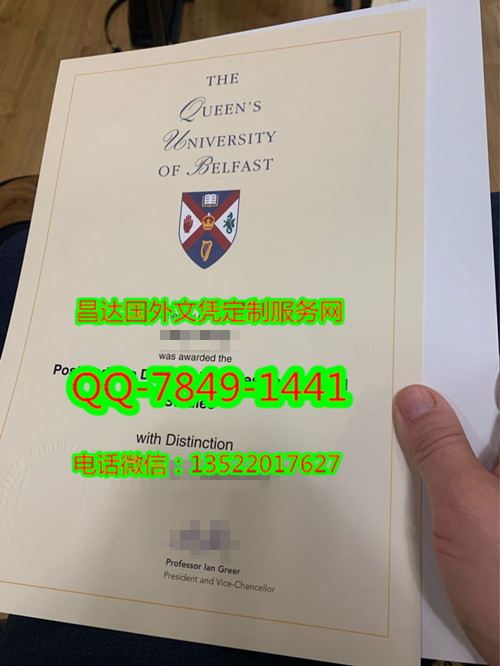 THE
QUEEN'S
UNIVERSITY
OF BELFAST
昌达国外文凭定制服务网
was awarded the
QQ-7849-1441
with Distinction
电话微信：13522017627
Professor Ian Greer
President and Vice-Chancellor